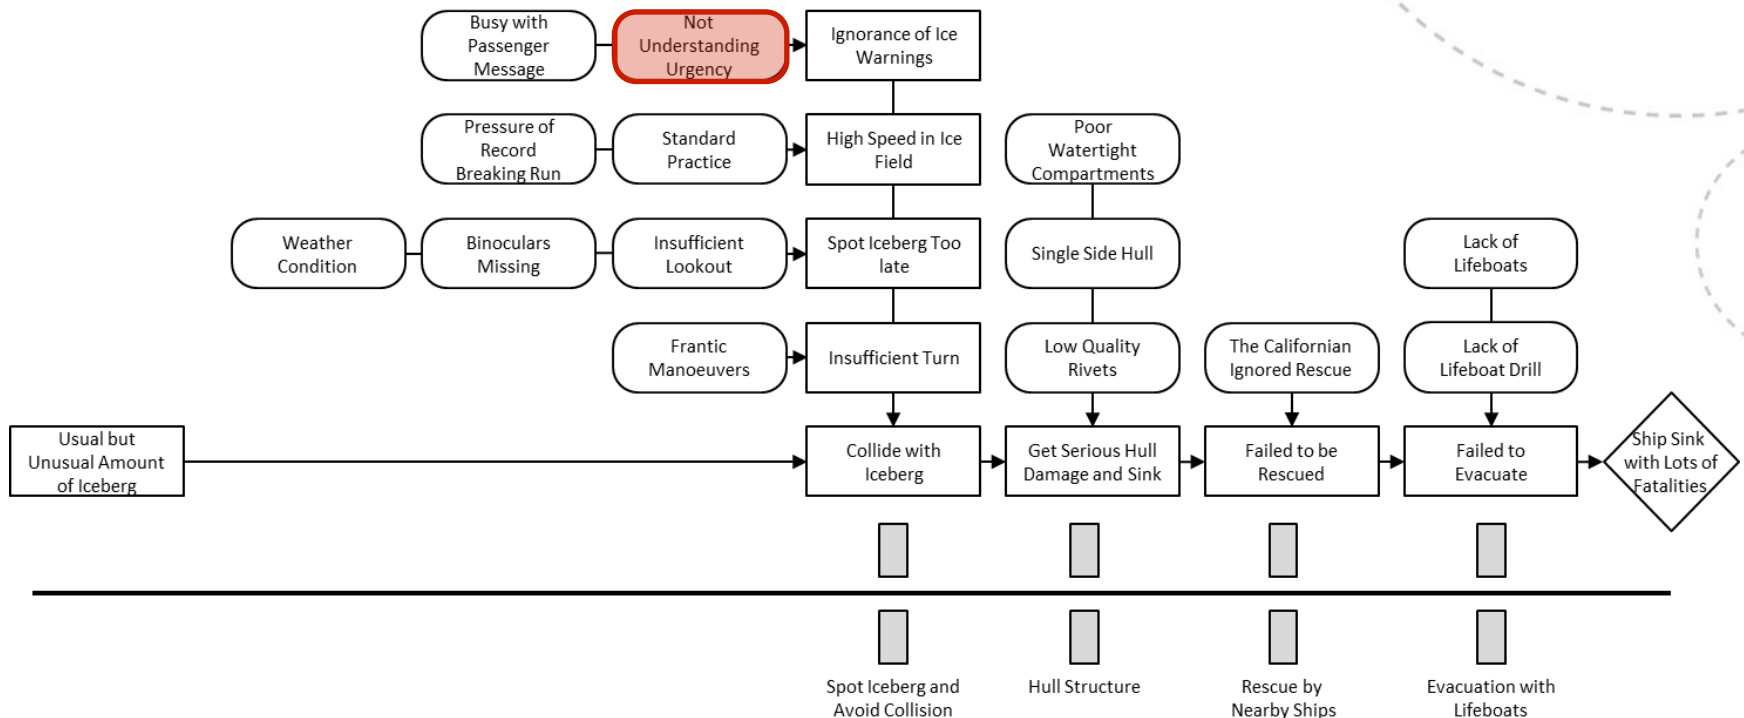 Busy with
Passenger
Message
Not
Understanding
Urgency
Ignorance of Ice
Warnings
Pressure of
Record
Breaking Run
Standard
Practice
High Speed in Ice
Field
Poor
Watertight
Compartments
Weather
Condition
Binoculars
Missing
Insufficient
Lookout
Spot Iceberg Too
late
Single Side Hull
Lack of
Lifeboats
Frantic
Manoeuvers
Insufficient Turn
Low Quality
Rivets
The Californian
Ignored Rescue
Lack of
Lifeboat Drill
Usual but
Unusual Amount
of Iceberg
Collide with
Iceberg
Get Serious Hull
Damage and Sink
Failed to be
Rescued
Failed to
Evacuate
Ship Sink
with Lots of
Fatalities
Spot Iceberg and
Avoid Collision
Hull Structure
Rescue by
Nearby Ships
Evacuation with
Lifeboats